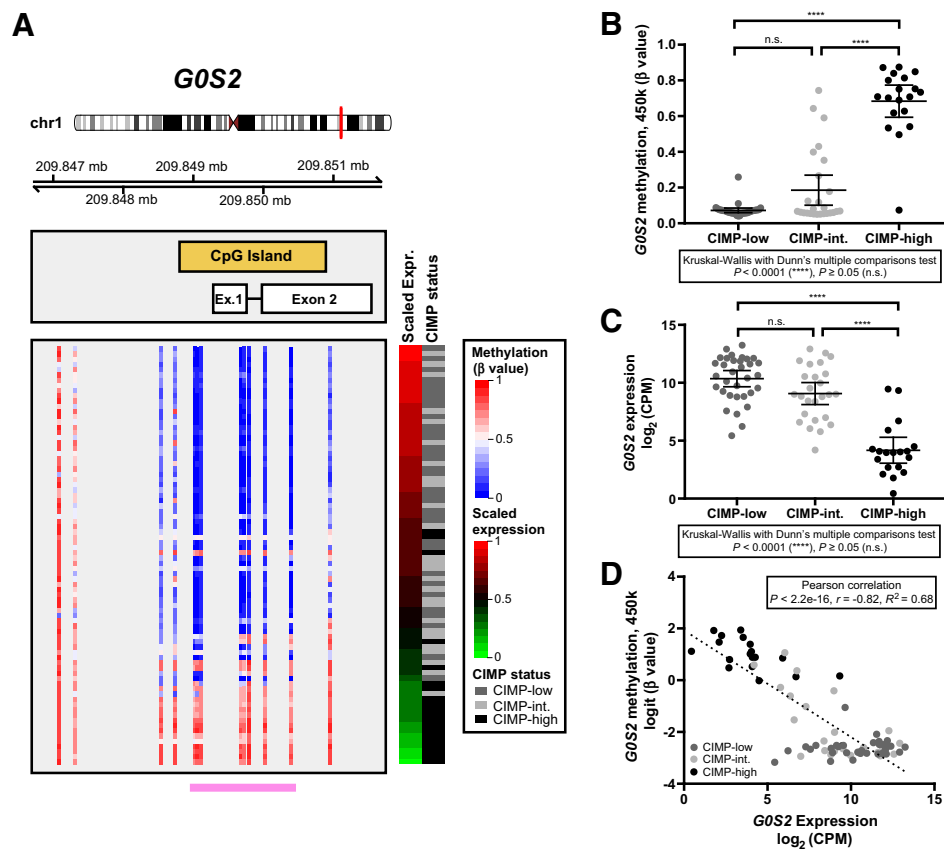 A
G0S2
chr1
209.847 mb
209.849 mb
209.851 mb
209.848 mb
209.850 mb
CpG Island
Ex.1
Exon 2
Scaled Expr.
CIMP status
Methylation
(β value)
1
0.5
0
Scaled
expression
1
0.5
0
CIMP status
CIMP-low
CIMP-int.
CIMP-high
B
****
n.s.
****
G0S2 methylation, 450k (β value)
1.0
0.8
0.6
0.4
0.2
0.0
CIMP-low
CIMP-int.
CIMP-high
Kruskal-Wallis with Dunn's multiple comparisons test
P < 0.0001 (****), P ≥ 0.05 (n.s.)
C
****
n.s.
****
G0S2 expression
log2 (CPM)
15
10
5
0
CIMP-low
CIMP-int.
CIMP-high
Kruskal-Wallis with Dunn's multiple comparisons test
P < 0.0001 (****), P ≥ 0.05 (n.s.)
D
Pearson correlation
P < 2.2e-16, r = -0.82, R² = 0.68
G0S2 methylation, 450k
logit (β value)
4
2
0
-2
-4
CIMP-low
CIMP-int.
CIMP-high
0
5
10
15
G0S2 Expression
log2 (CPM)